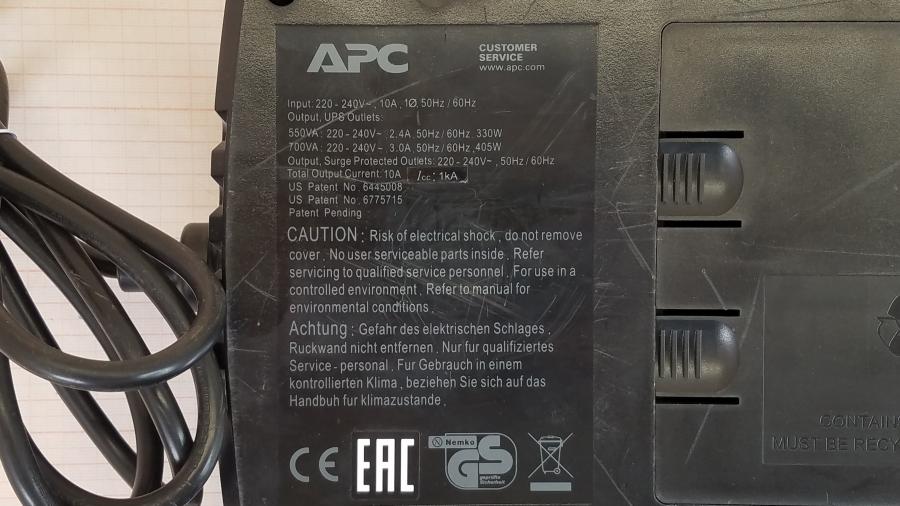 APC
CUSTOMER
SERVICE
www.apc.com
Input: 220 - 240V~ , 10A , 1Ø, 50Hz / 60Hz
Output, UPS Outlets:
550VA : 220 - 240V~ , 2.4A , 50Hz / 60Hz , 330W
700VA : 220 - 240V~ , 3.0A , 50Hz / 60Hz , 405W
Output, Surge Protected Outlets: 220 - 240V~ , 50Hz / 60Hz
Total Output Current: 10A Icc: 1kA
US Patent No. 6445008
US Patent No. 6775715
Patent Pending
CAUTION : Risk of electrical shock , do not remove
cover . No user serviceable parts inside . Refer
servicing to qualified service personnel . For use in a
controlled environment . Refer to manual for
environmental conditions .
Achtung : Gefahr des elektrischen Schlages .
Ruckwand nicht entfernen . Nur fur qualifiziertes
Service - personal . Fur Gebrauch in einem
kontrollierten Klima , beziehen Sie sich auf das
Handbuh fur klimazustande .
CE
EAC
N Nemko
GS
geprüfte
Sicherheit
CONTAIN
MUST BE RECY